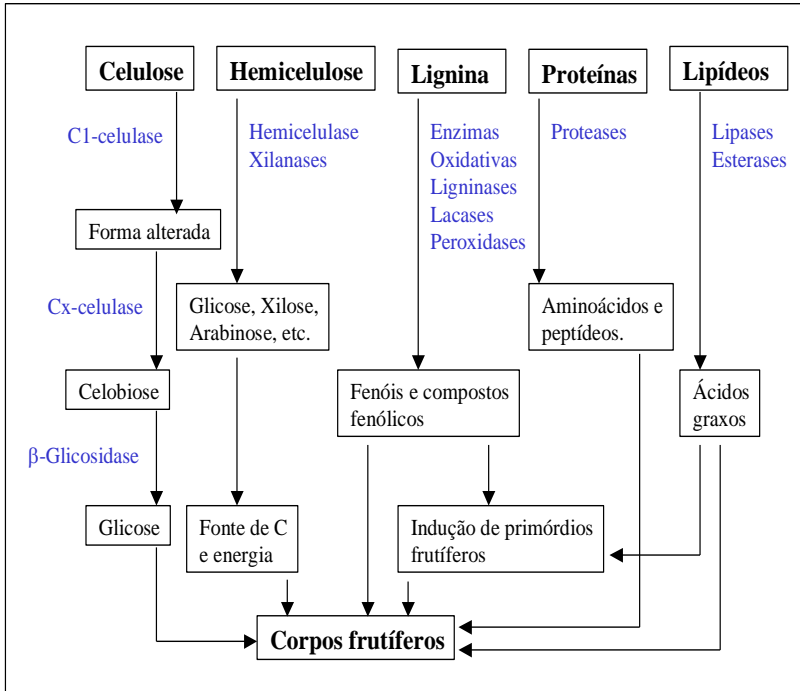 Celulose
Hemicelulose
Lignina
Proteínas
Lipídeos
C1-celulase
Hemicelulase
Xilanases
Enzimas
Oxidativas
Ligninases
Lacases
Peroxidases
Proteases
Lipases
Esterases
Forma alterada
Cx-celulase
Glicose, Xilose,
Arabinose, etc.
Aminoácidos e
peptídeos.
Celobiose
Fenóis e compostos
fenólicos
Ácidos
graxos
β-Glicosidase
Glicose
Fonte de C
e energia
Indução de primórdios
frutíferos
Corpos frutíferos